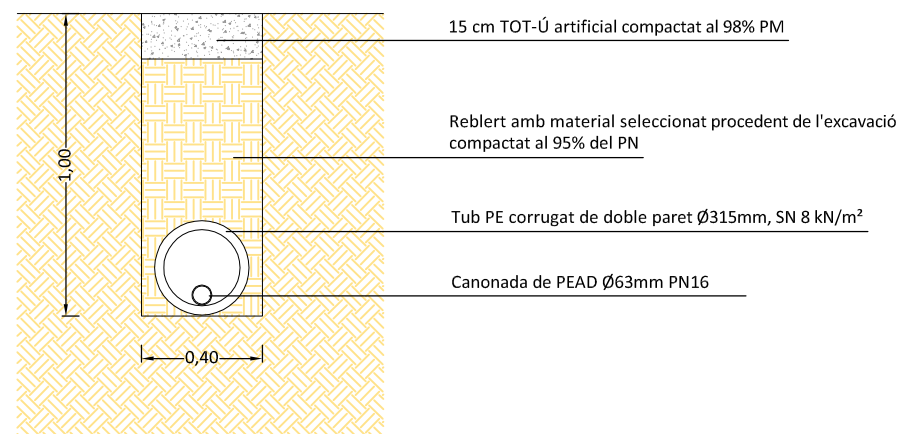 15 cm TOT-Ú artificial compactat al 98% PM
Reblert amb material seleccionat procedent de l'excavació
compactat al 95% del PN
1,00
Tub PE corrugat de doble paret Ø315mm, SN 8 kN/m²
Canonada de PEAD Ø63mm PN16
0,40